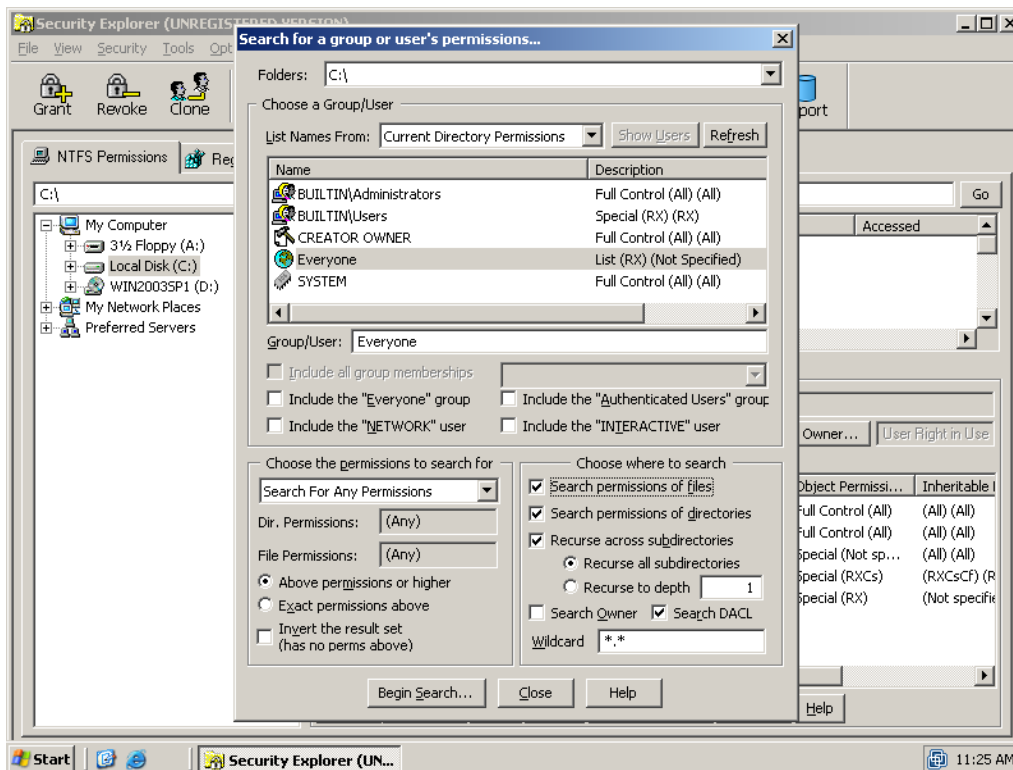 Security Explorer (UNREGISTERED VERSION)
File View Security Tools Opt
Grant Revoke Clone port
NTFS Permissions Reg
C:\ Go
My Computer
3½ Floppy (A:)
Local Disk (C:)
WIN2003SP1 (D:)
My Network Places
Preferred Servers
Accessed
Owner... User Right in Use
Object Permissi... Inheritable
Full Control (All) (All) (All)
Full Control (All) (All) (All)
Special (Not sp... (All) (All)
Special (RXCs) (RXCsCf) (R
Special (RX) (Not specifie
Help
Search for a group or user's permissions...
Folders: C:\
Choose a Group/User
List Names From: Current Directory Permissions Show Users Refresh
Name Description
BUILTIN\Administrators Full Control (All) (All)
BUILTIN\Users Special (RX) (RX)
CREATOR OWNER Full Control (All) (All)
Everyone List (RX) (Not Specified)
SYSTEM Full Control (All) (All)
Group/User: Everyone
Include all group memberships
Include the "Everyone" group Include the "Authenticated Users" group
Include the "NETWORK" user Include the "INTERACTIVE" user
Choose the permissions to search for
Search For Any Permissions
Dir. Permissions: (Any)
File Permissions: (Any)
Above permissions or higher
Exact permissions above
Invert the result set
(has no perms above)
Choose where to search
Search permissions of files
Search permissions of directories
Recurse across subdirectories
Recurse all subdirectories
Recurse to depth 1
Search Owner Search DACL
Wildcard *.*
Begin Search... Close Help
Start Security Explorer (UN... 11:25 AM